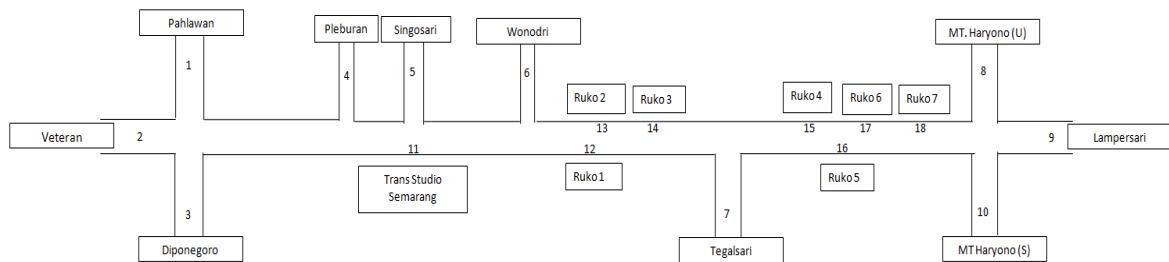 Pahlawan
Pleburan
Singosari
Wonodri
MT. Haryono (U)
1
4
5
6
8
Ruko 2
Ruko 3
Ruko 4
Ruko 6
Ruko 7
13
14
15
17
18
Veteran
2
9
Lampersari
11
12
16
Trans Studio
Semarang
Ruko 1
Ruko 5
3
7
10
Diponegoro
Tegalsari
MT Haryono (S)